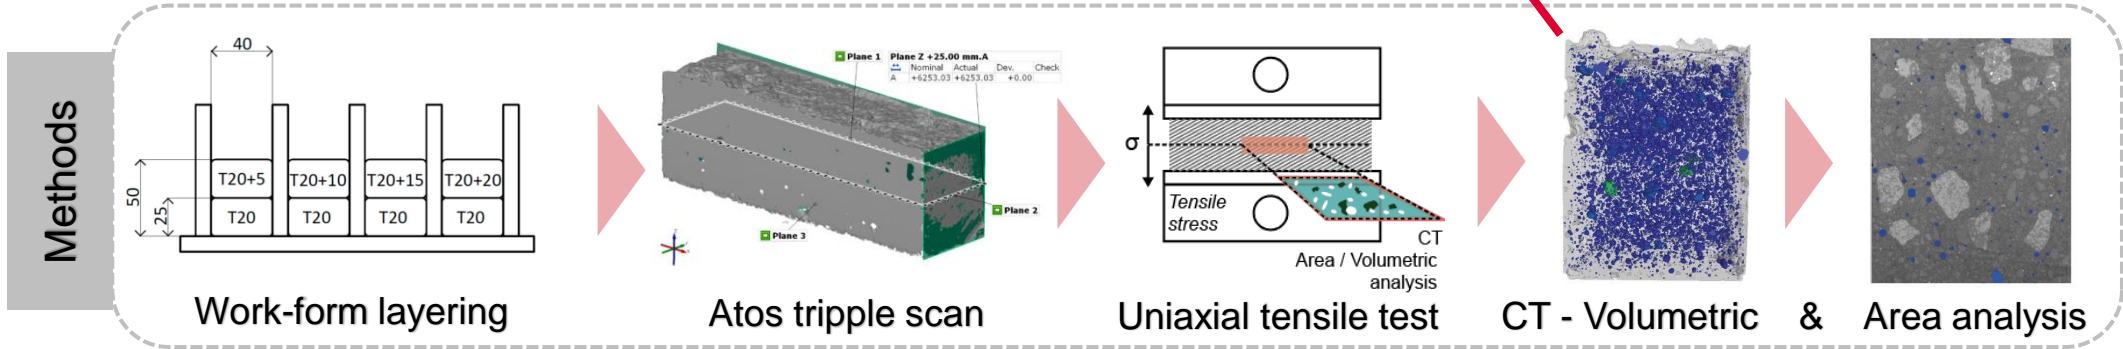 Methods
40
50
25
T20+5
T20+10
T20+15
T20+20
T20
T20
T20
T20
Work-form layering
Plane 1
Plane Z +25.00 mm.A
Nominal Actual Dev. Check
A +6253.03 +6253.03 +0.00
Plane 2
Plane 3
Atos tripple scan
σ
Tensile
stress
CT
Area / Volumetric
analysis
Uniaxial tensile test
CT - Volumetric & Area analysis